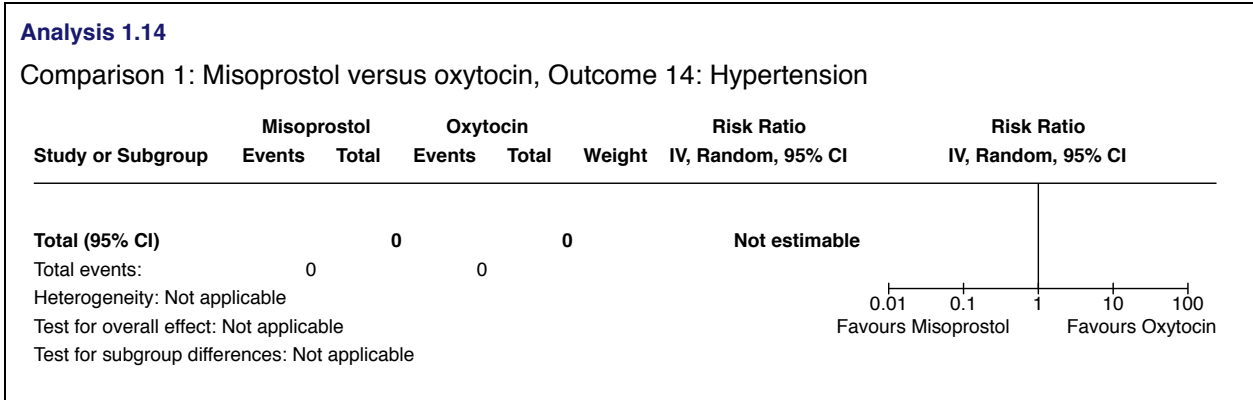 Analysis 1.14
Comparison 1: Misoprostol versus oxytocin, Outcome 14: Hypertension
Misoprostol Oxytocin Risk Ratio Risk Ratio
Study or Subgroup Events Total Events Total Weight IV, Random, 95% CI IV, Random, 95% CI
Total (95% CI) 0 0 Not estimable
Total events: 0 0
Heterogeneity: Not applicable
0.01 0.1 1 10 100
Test for overall effect: Not applicable Favours Misoprostol Favours Oxytocin
Test for subgroup differences: Not applicable